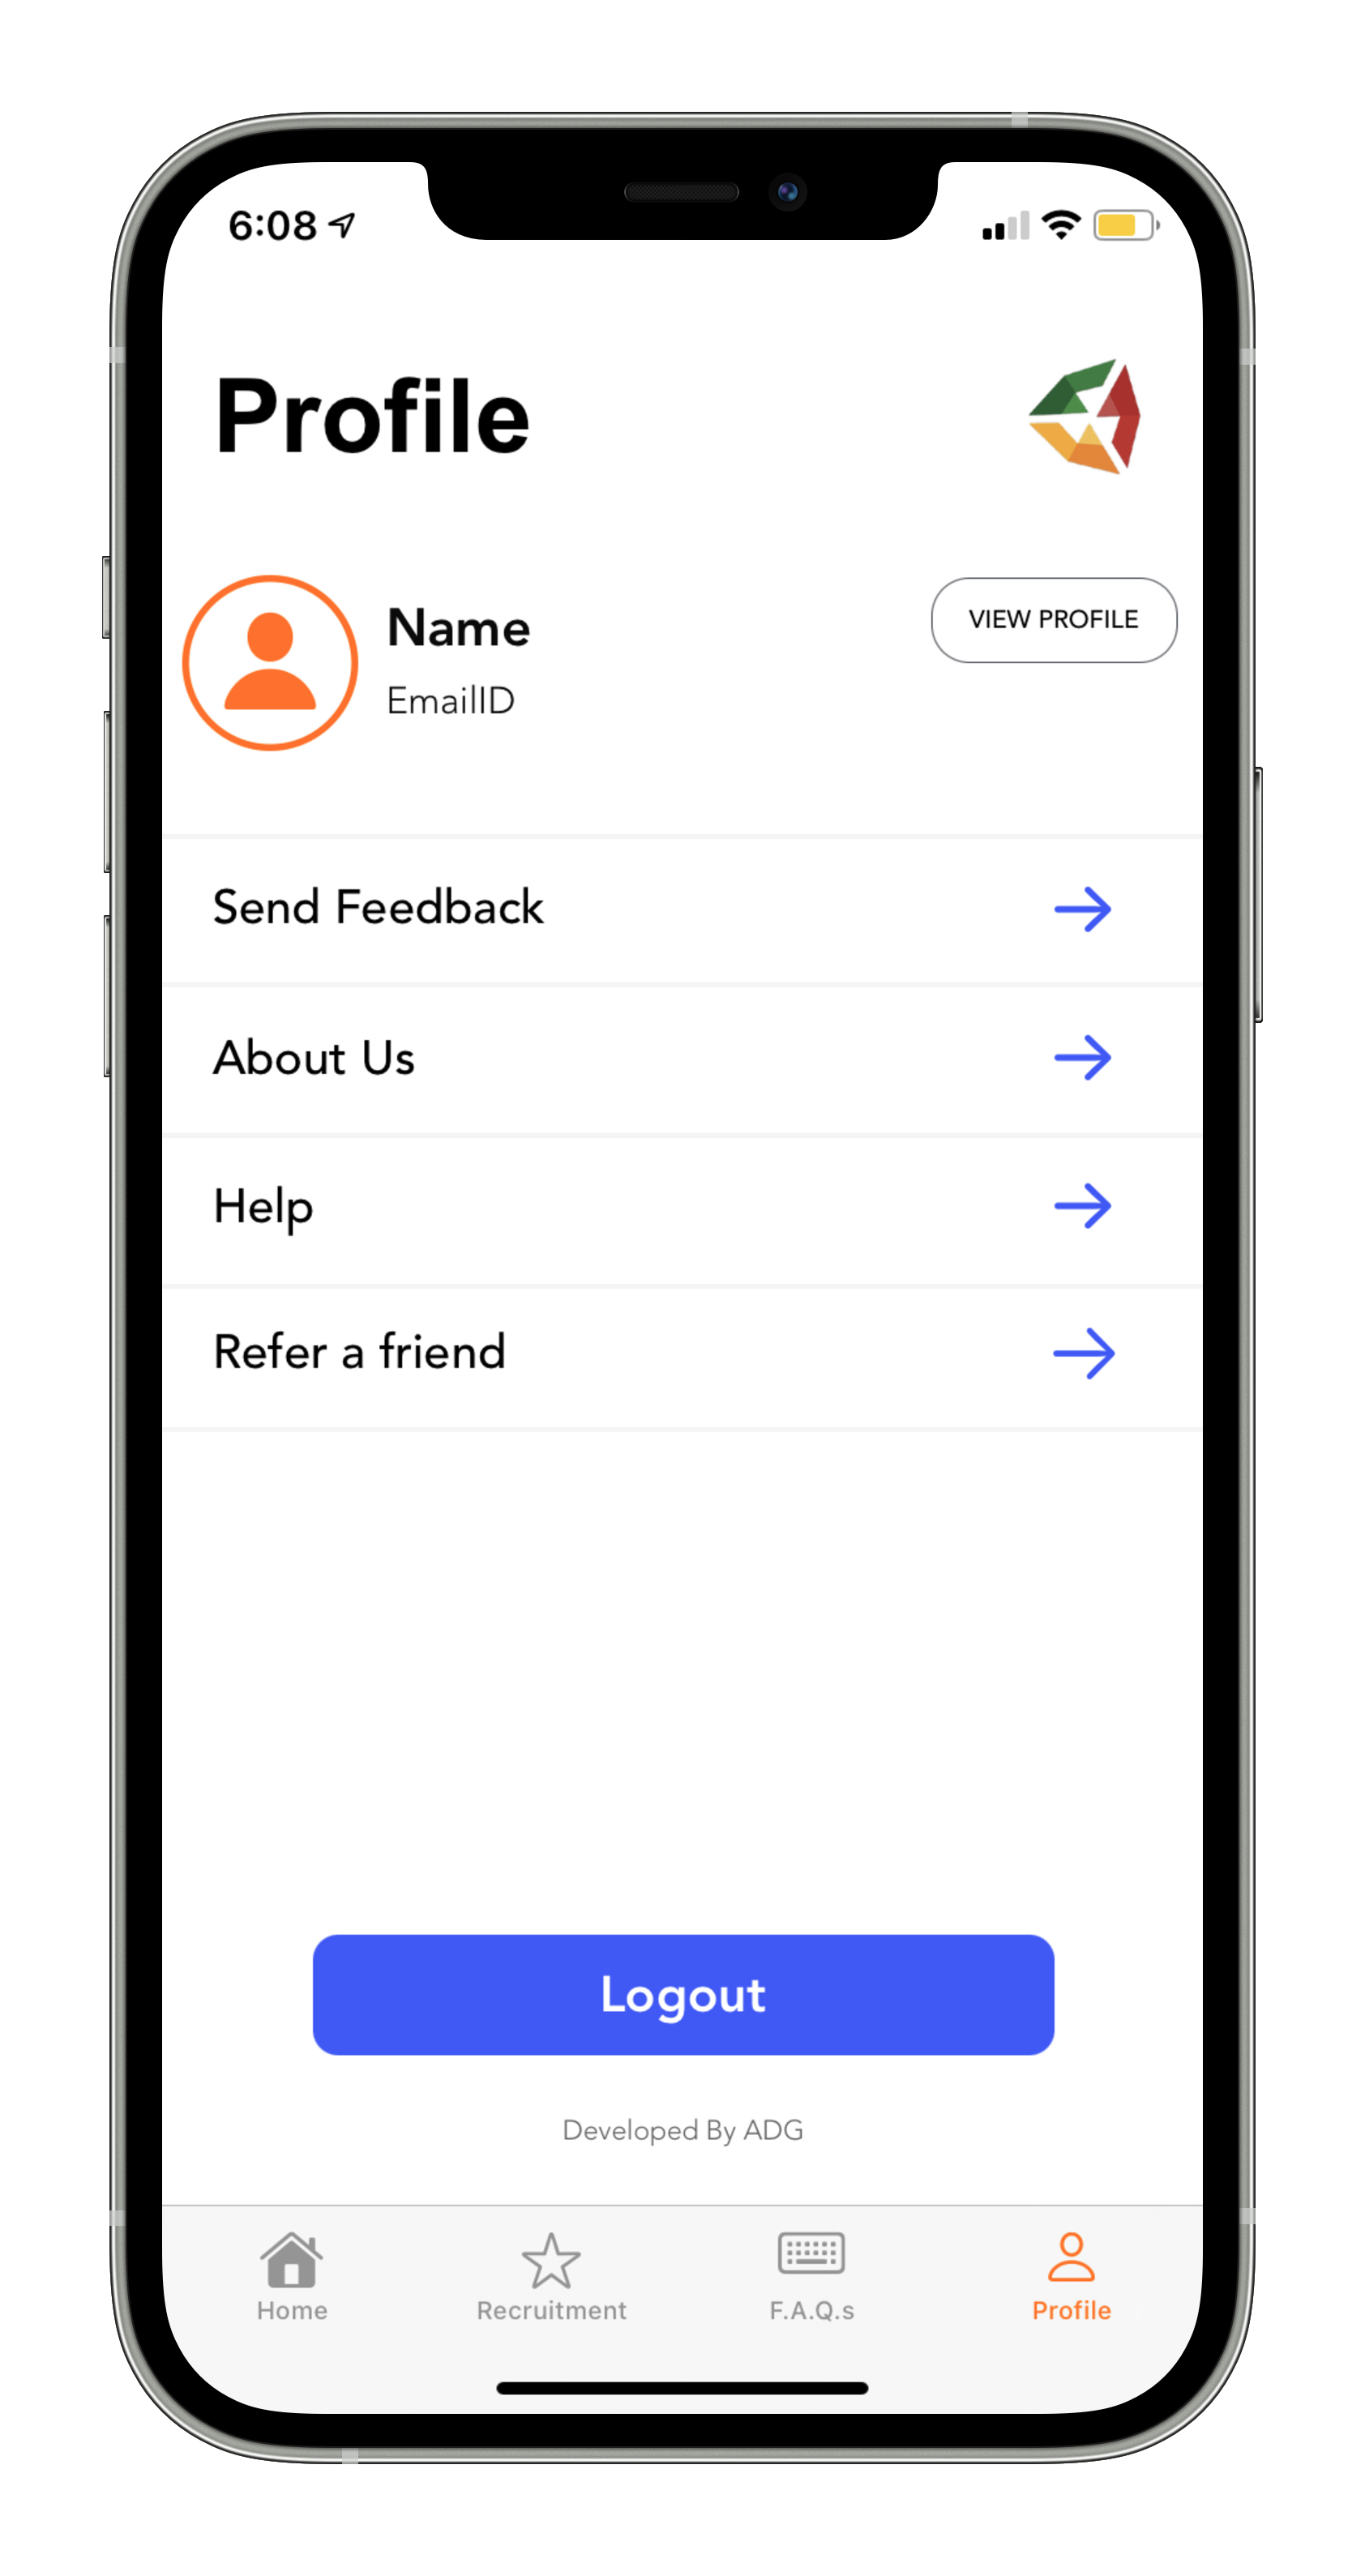 6:08
Profile
Name
EmailID
VIEW PROFILE
Send Feedback
About Us
Help
Refer a friend
Logout
Developed By ADG
Home
Recruitment
F.A.Q.s
Profile